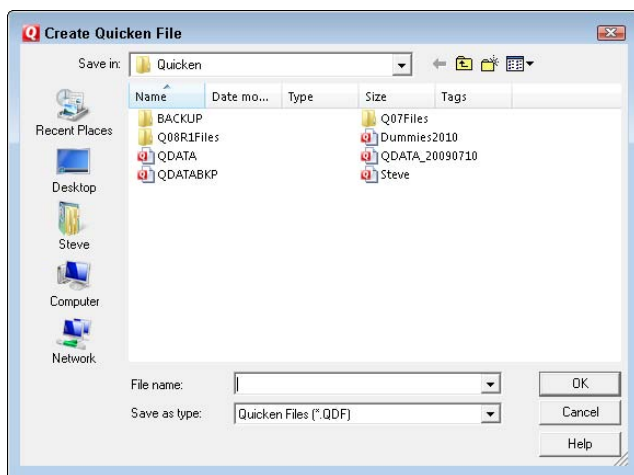 Create Quicken File
Save in: Quicken
Name Date mo... Type Size Tags
BACKUP Q07Files
Q08R1Files Dummies2010
QDATA QDATA_20090710
QDATABKP Steve
Recent Places
Desktop
Steve
Computer
Network
File name: OK
Save as type: Quicken Files (*.QDF) Cancel
Help